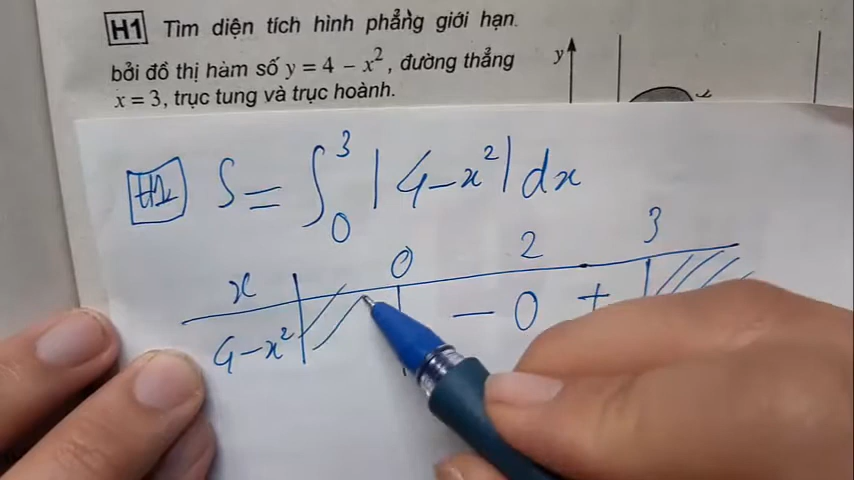 H1 Tìm diện tích hình phẳng giới hạn
bởi đồ thị hàm số y = 4 − x², đường thẳng
x = 3, trục tung và trục hoành.
y
H1 S = ∫₀³ |4 − x²| dx
x 0 2 3
4 − x² − 0 +